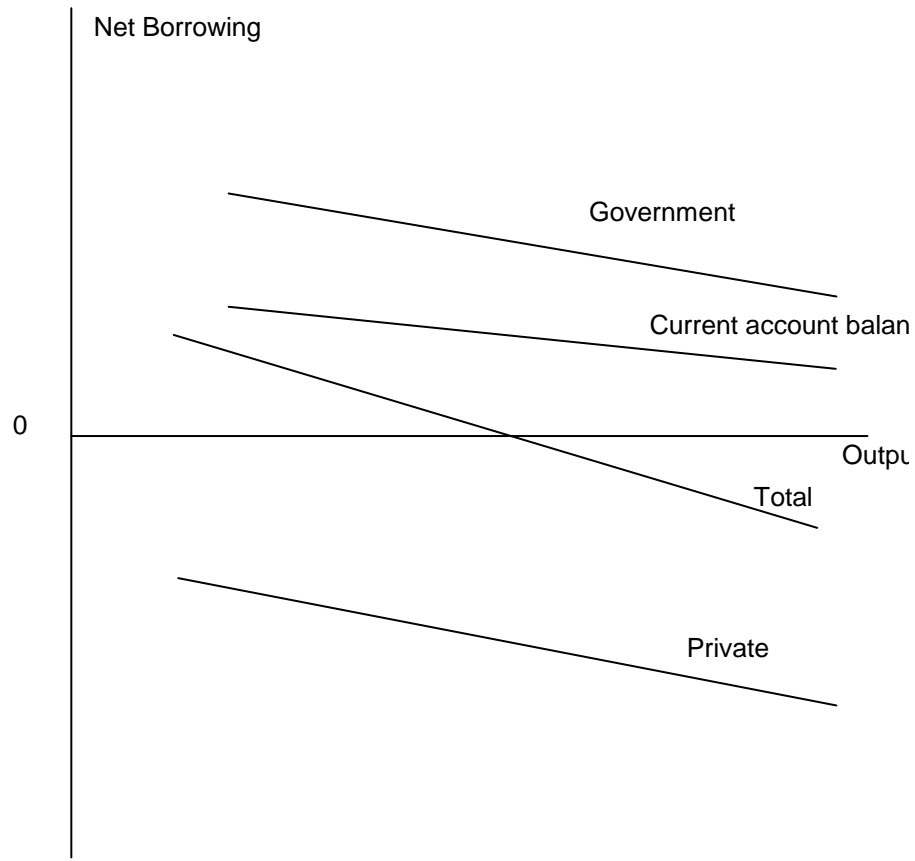 Net Borrowing
Government
Current account balan
0
Outpu
Total
Private